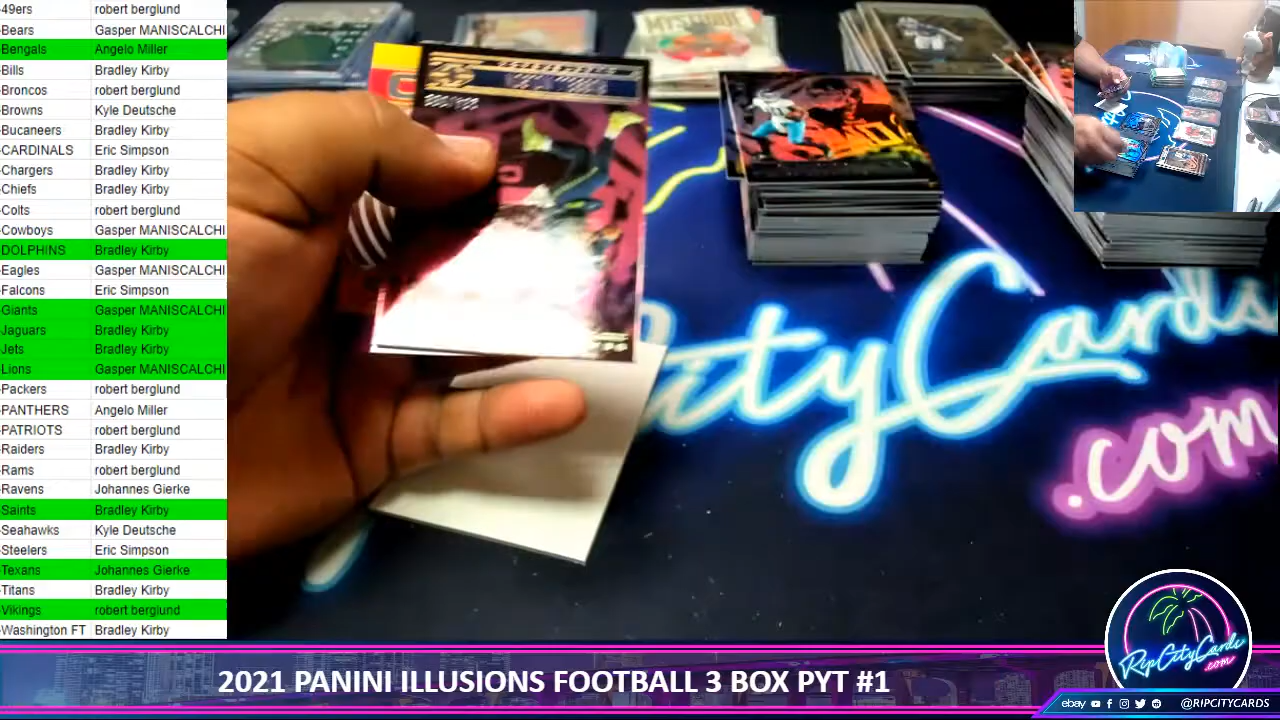 -49ers robert berglund
-Bears Gasper MANISCALCHI
-Bengals Angelo Miller
-Bills Bradley Kirby
-Broncos robert berglund
-Browns Kyle Deutsche
-Bucaneers Bradley Kirby
-CARDINALS Eric Simpson
-Chargers Bradley Kirby
-Chiefs Bradley Kirby
-Colts robert berglund
-Cowboys Gasper MANISCALCHI
-DOLPHINS Bradley Kirby
-Eagles Gasper MANISCALCHI
-Falcons Eric Simpson
-Giants Gasper MANISCALCHI
-Jaguars Bradley Kirby
-Jets Bradley Kirby
-Lions Gasper MANISCALCHI
-Packers robert berglund
-PANTHERS Angelo Miller
-PATRIOTS robert berglund
-Raiders Bradley Kirby
-Rams robert berglund
-Ravens Johannes Gierke
-Saints Bradley Kirby
-Seahawks Kyle Deutsche
-Steelers Eric Simpson
-Texans Johannes Gierke
-Titans Bradley Kirby
-Vikings robert berglund
-Washington FT Bradley Kirby
MYSTIQUE
RipCityCards
.com
2021 PANINI ILLUSIONS FOOTBALL 3 BOX PYT #1
RipCityCards
.com
ebay @RIPCITYCARDS